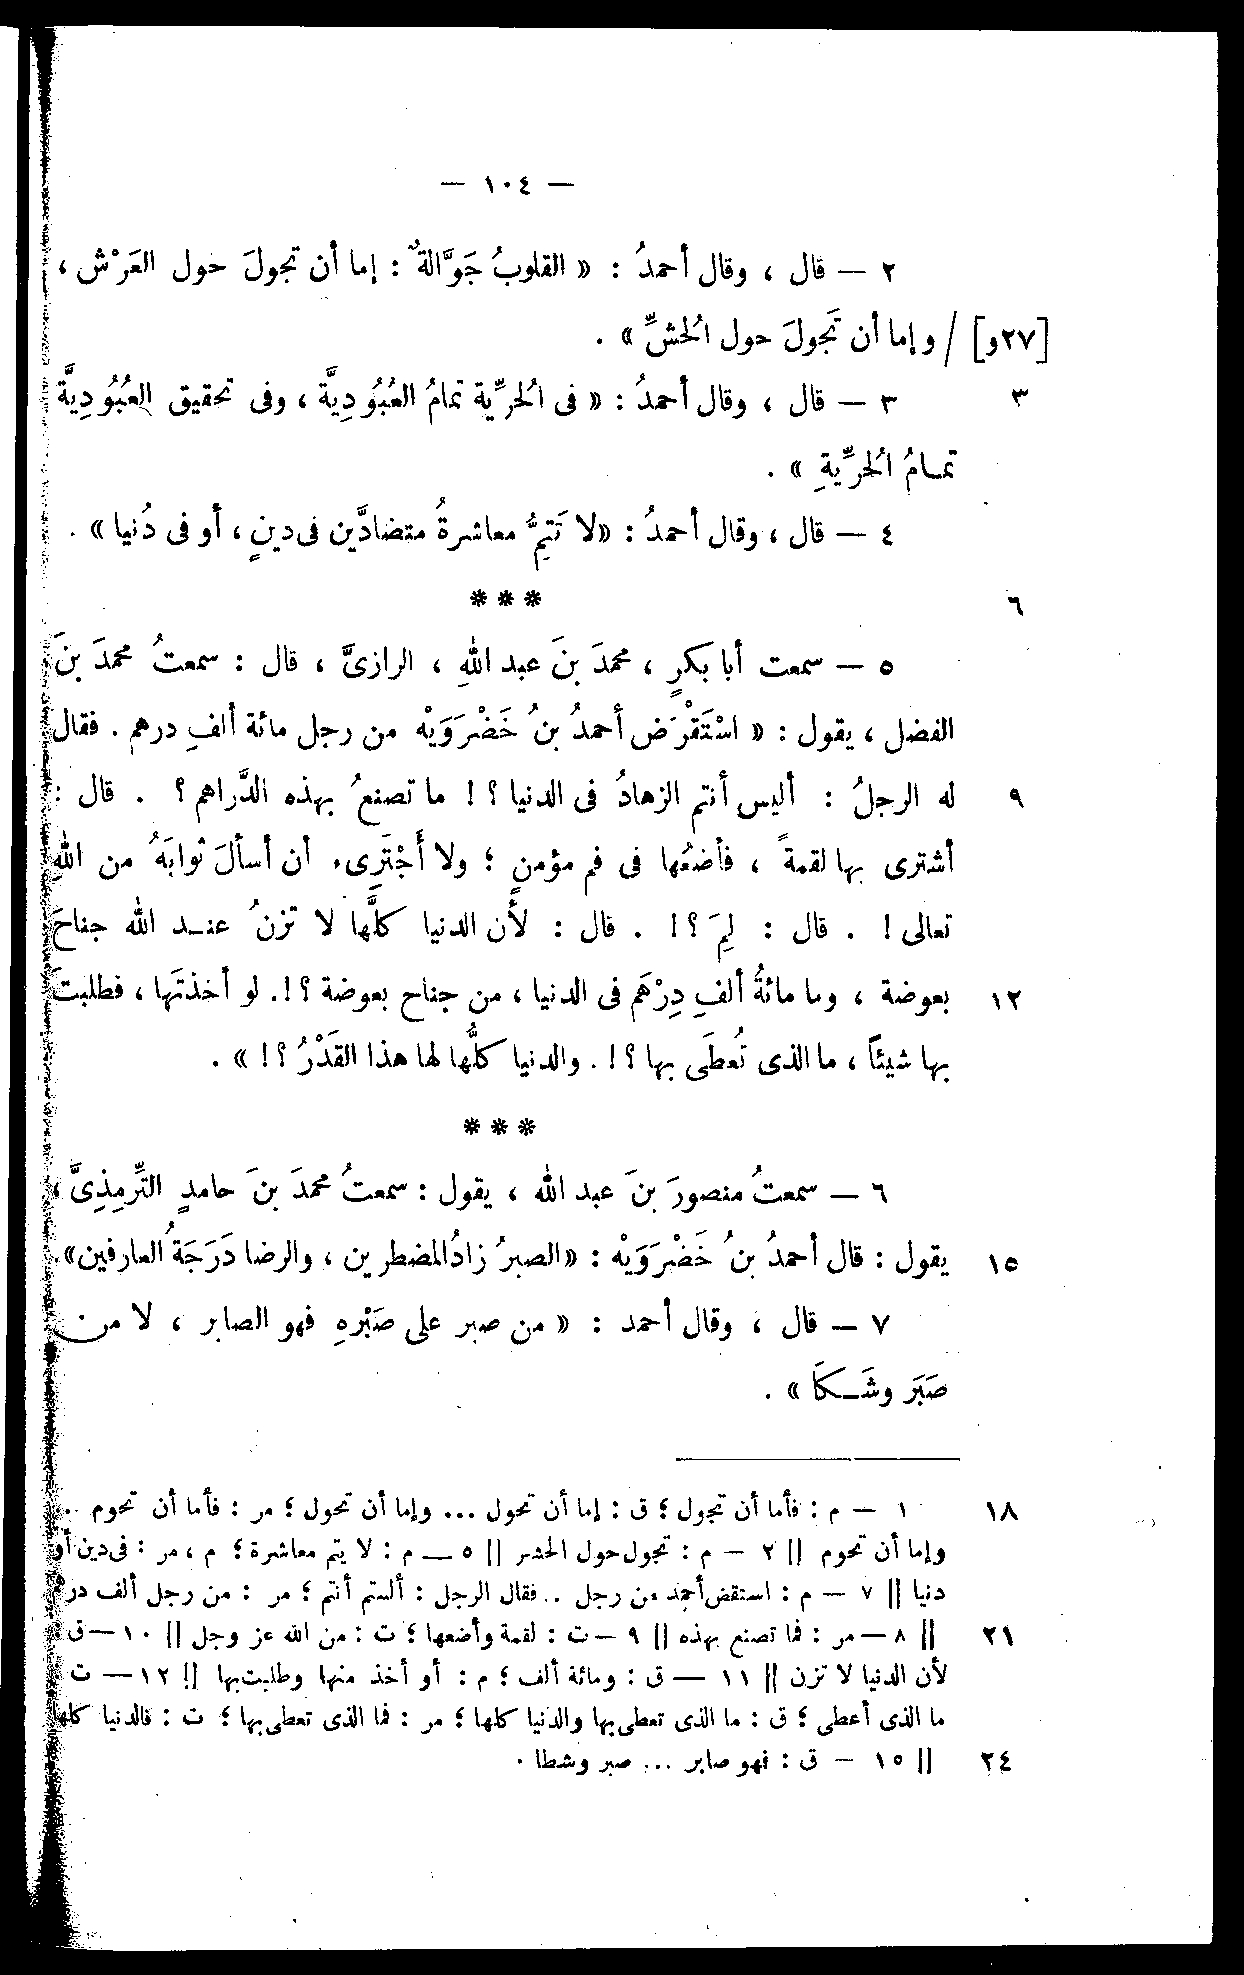 — ١٠٤ —
٢ — قال ، وقال أحمدُ : « القلوبُ جَوَّالةٌ : إما أن تجولَ حول العَرْش ،
[٢٧و] / وإما أن تَجولَ حول الُحشِّ » .
٣ ٣ — قال ، وقال أحمدُ : « فى الُحرِّية تمامُ العُبُودِيَّة ، وفى تحقيق العُبُودِيَّة
تمـامُ الُحرِّيةِ » .
٤ — قال ، وقال أحمدُ : «لا تَتِمُّ معاشرةُ متضادَّين فى دينٍ ، أو فى دُنيا » .
٦ ***
٥ — سمعت أبا بكرٍ ، محمدَ بنَ عبد اللهِ ، الرازىَّ ، قال : سمعتُ محمدَ بنَ
الفضل ، يقول : « اسْتَقْرَض أحمدُ بنُ خَضْرَوَيْه من رجل مائة ألفِ درهم . فقال
٩ له الرجلُ : أليس أنتم الزهادُ فى الدنيا ؟ ! ما تصنعُ بهذه الدَّراهم ؟ . قال :
أشترى بها لقمةً ، فأضعُها فى فم مؤمنٍ ؛ ولا أَجْتَرِىء أن أسألَ ثوابَهُ من اللهِ
تعالى ! . قال : لِمَ ؟ ! . قال : لأن الدنيا كلَّها لا تزنُ عنـد الله جناحَ
١٢ بعوضة ، وما مائةُ ألفِ دِرْهَم فى الدنيا ، من جناح بعوضة ؟ !. لو أخذتَها ، فطلبتَ
بها شيئاً ، ما الذى تُعطَى بها ؟ ! . والدنيا كلُّها لها هذا القَدْرُ ؟ ! » .
***
٦ — سمعتُ منصورَ بنَ عبد الله ، يقول : سمعتُ محمدَ بنَ حامدٍ التِّرمِذِىَّ ،
١٥ يقول : قال أحمدُ بنُ خَضْرَوَيْه : «الصبرُ زادُ المضطرين ، والرضا دَرَجَةُ العارفين» .
٧ — قال ، وقال أحمد : « من صبر على صَبْرِهِ فهو الصابر ، لا من
صَبَرَ وشَـكَا » .
١٨ ١ — م : فأما أن تجول ؛ ق : إما أن تحول ... وإما أن تحول ؛ مر : فأما أن تحوم ..
وإما أن تحوم || ٢ — م : تجول حول الحشر || ٥ — م : لا يتم معاشرة ؛ م ، مر : فى دين أو
دنيا || ٧ — م : استقض أحمد من رجل .. فقال الرجل : ألستم أنتم ؛ مر : من رجل ألف درهم
٢١ || ٨ — مر : فما تصنع بهذه || ٩ — ت : لقمة وأضعها ؛ ت : من الله عز وجل || ١٠ — ق :
لأن الدنيا لا تزن || ١١ — ق : ومائة ألف ؛ م : أو أخذ منها وطلبت بها || ١٢ — ت :
ما الذى أعطى ؛ ق : ما الذى تعطى بها والدنيا كلها ؛ مر : فما الذى تعطى بها ؛ ت : فالدنيا كلها
٢٤ || ١٥ — ق : فهو صابر ... صبر وشطا .